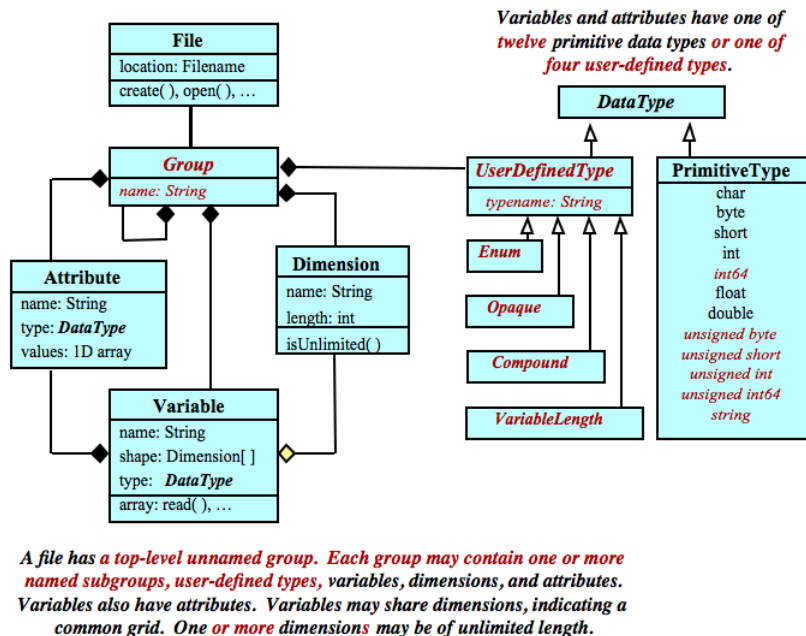 Variables and attributes have one of
twelve primitive data types or one of
four user-defined types.
File
location: Filename
create( ), open( ), …
DataType
Group
name: String
UserDefinedType
typename: String
PrimitiveType
char
byte
short
int
int64
float
double
unsigned byte
unsigned short
unsigned int
unsigned int64
string
Enum
Opaque
Compound
VariableLength
Attribute
name: String
type: DataType
values: 1D array
Dimension
name: String
length: int
isUnlimited( )
Variable
name: String
shape: Dimension[ ]
type: DataType
array: read( ), …
A file has a top-level unnamed group. Each group may contain one or more
named subgroups, user-defined types, variables, dimensions, and attributes.
Variables also have attributes. Variables may share dimensions, indicating a
common grid. One or more dimensions may be of unlimited length.